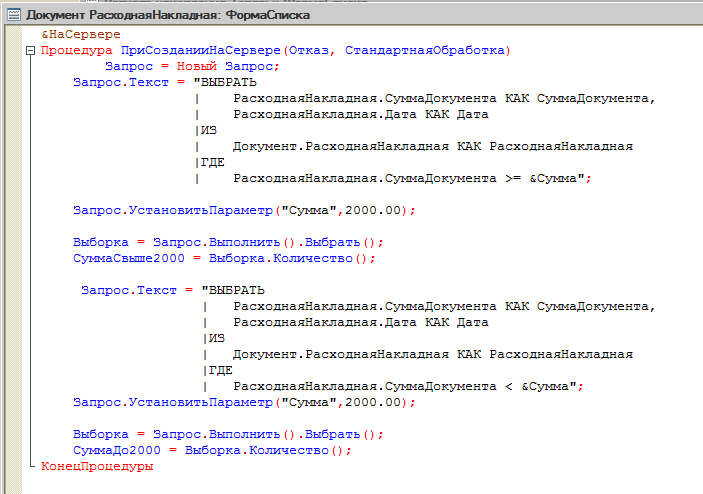 Документ РасходнаяНакладная: ФормаСписка
&НаСервере
Процедура ПриСозданииНаСервере(Отказ, СтандартнаяОбработка)
Запрос = Новый Запрос;
Запрос.Текст = "ВЫБРАТЬ
| РасходнаяНакладная.СуммаДокумента КАК СуммаДокумента,
| РасходнаяНакладная.Дата КАК Дата
|ИЗ
| Документ.РасходнаяНакладная КАК РасходнаяНакладная
|ГДЕ
| РасходнаяНакладная.СуммаДокумента >= &Сумма";
Запрос.УстановитьПараметр("Сумма",2000.00);
Выборка = Запрос.Выполнить().Выбрать();
СуммаСвыше2000 = Выборка.Количество();
Запрос.Текст = "ВЫБРАТЬ
| РасходнаяНакладная.СуммаДокумента КАК СуммаДокумента,
| РасходнаяНакладная.Дата КАК Дата
|ИЗ
| Документ.РасходнаяНакладная КАК РасходнаяНакладная
|ГДЕ
| РасходнаяНакладная.СуммаДокумента < &Сумма";
Запрос.УстановитьПараметр("Сумма",2000.00);
Выборка = Запрос.Выполнить().Выбрать();
СуммаДо2000 = Выборка.Количество();
КонецПроцедуры